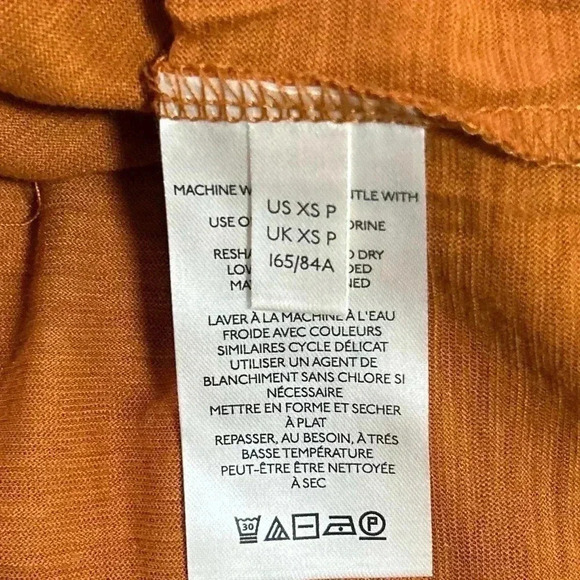 US XS P
UK XS P
165/84A
MACHINE
WITH
USE
DRY
LAVER À LA MACHINE À L'EAU
FROIDE AVEC COULEURS
SIMILAIRES CYCLE DÉLICAT
UTILISER UN AGENT DE
BLANCHIMENT SANS CHLORE SI
NÉCESSAIRE
METTRE EN FORME ET SECHER
À PLAT
REPASSER, AU BESOIN, À TRÉS
BASSE TEMPÉRATURE
PEUT-ÊTRE ÊTRE NETTOYÉE
À SEC
30
P